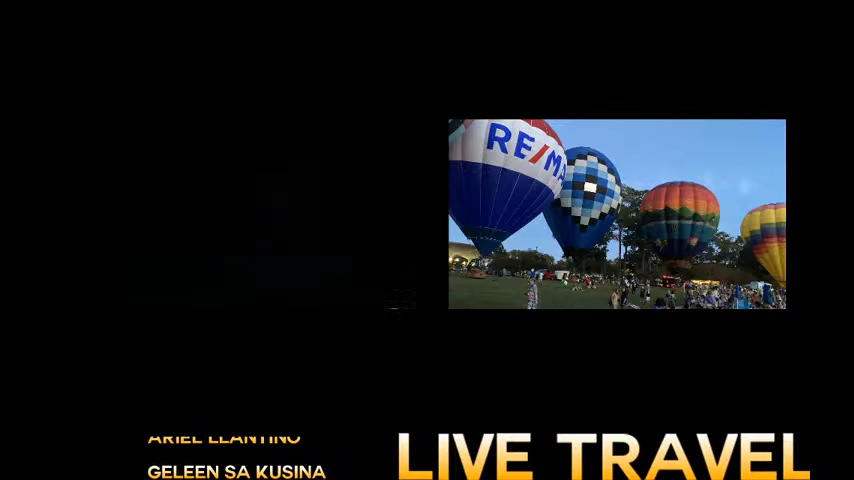 RE/MA
ARIEL LLANTINO
GELEEN SA KUSINA
LIVE TRAVEL